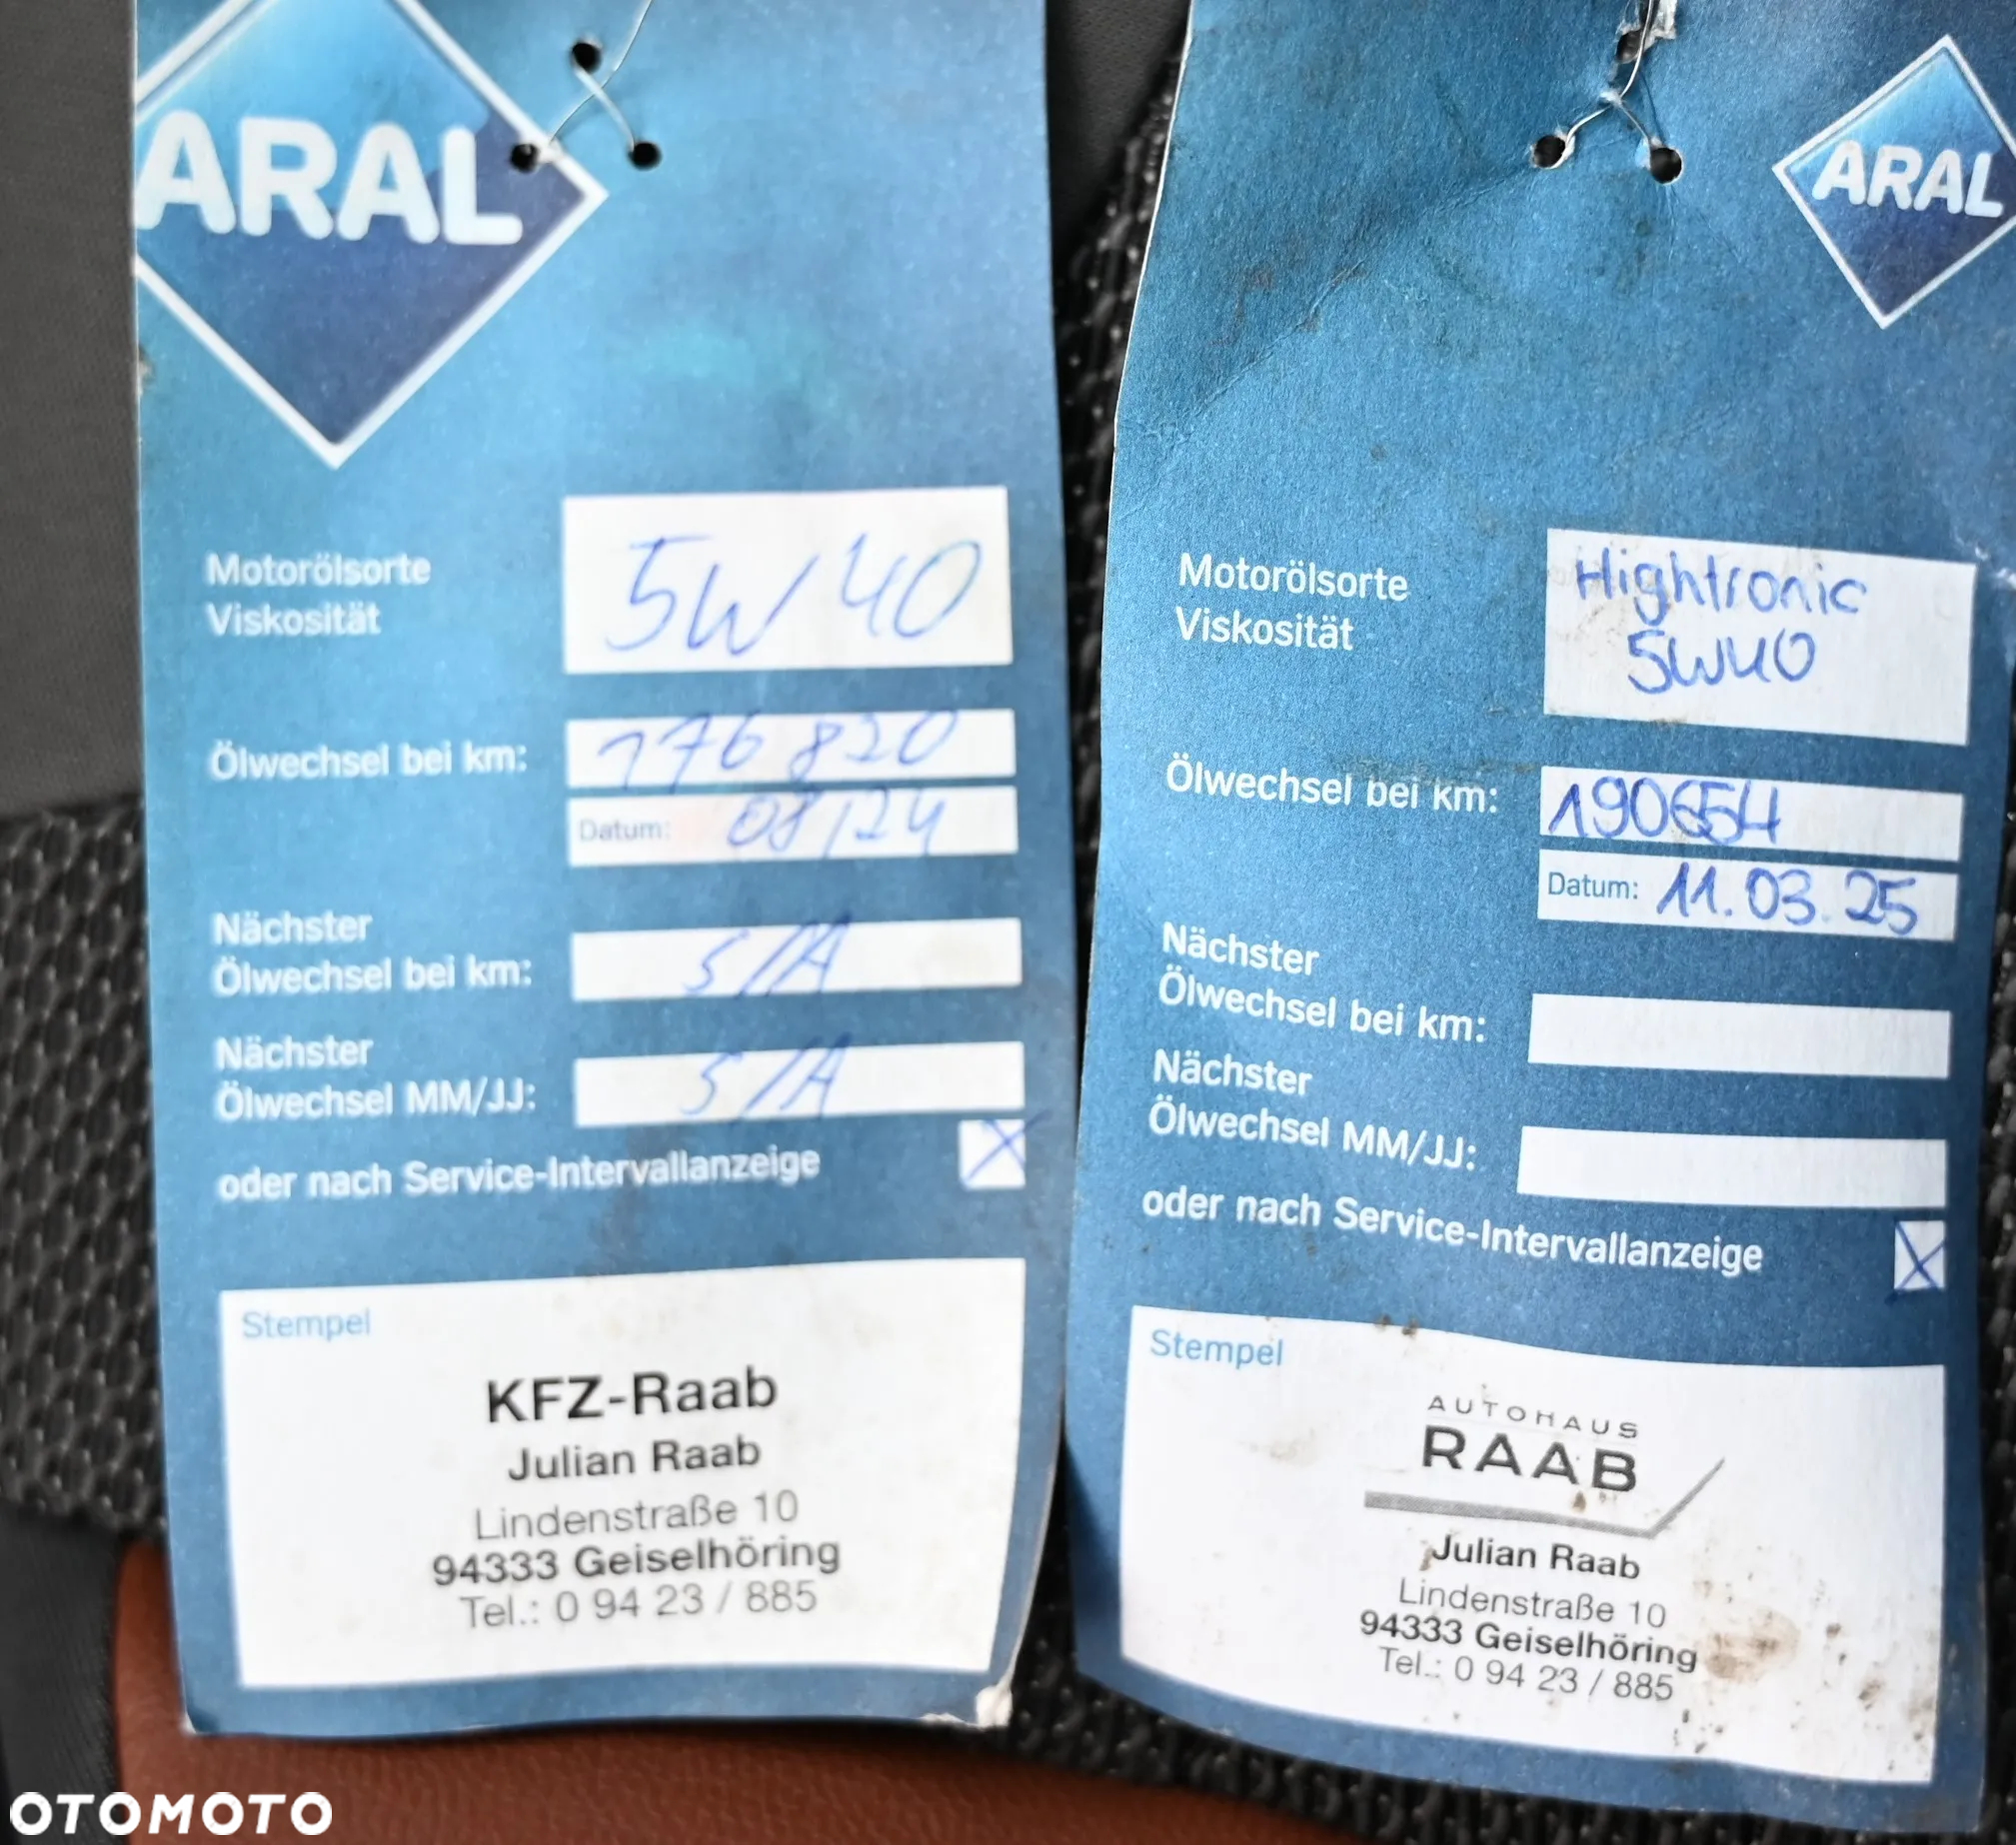 ARAL
Motorölsorte
Viskosität
5W40
Ölwechsel bei km:
176 820
Datum: 08/24
Nächster
Ölwechsel bei km:
S/A
Nächster
Ölwechsel MM/JJ:
S/A
oder nach Service-Intervallanzeige
X
Stempel
KFZ-Raab
Julian Raab
Lindenstraße 10
94333 Geiselhöring
Tel.: 0 94 23 / 885
ARAL
Motorölsorte
Viskosität
Hightronic
5W40
Ölwechsel bei km:
190654
Datum: 11.03.25
Nächster
Ölwechsel bei km:
Nächster
Ölwechsel MM/JJ:
oder nach Service-Intervallanzeige
X
Stempel
AUTOHAUS
RAAB
Julian Raab
Lindenstraße 10
94333 Geiselhöring
Tel.: 0 94 23 / 885
OTOMOTO